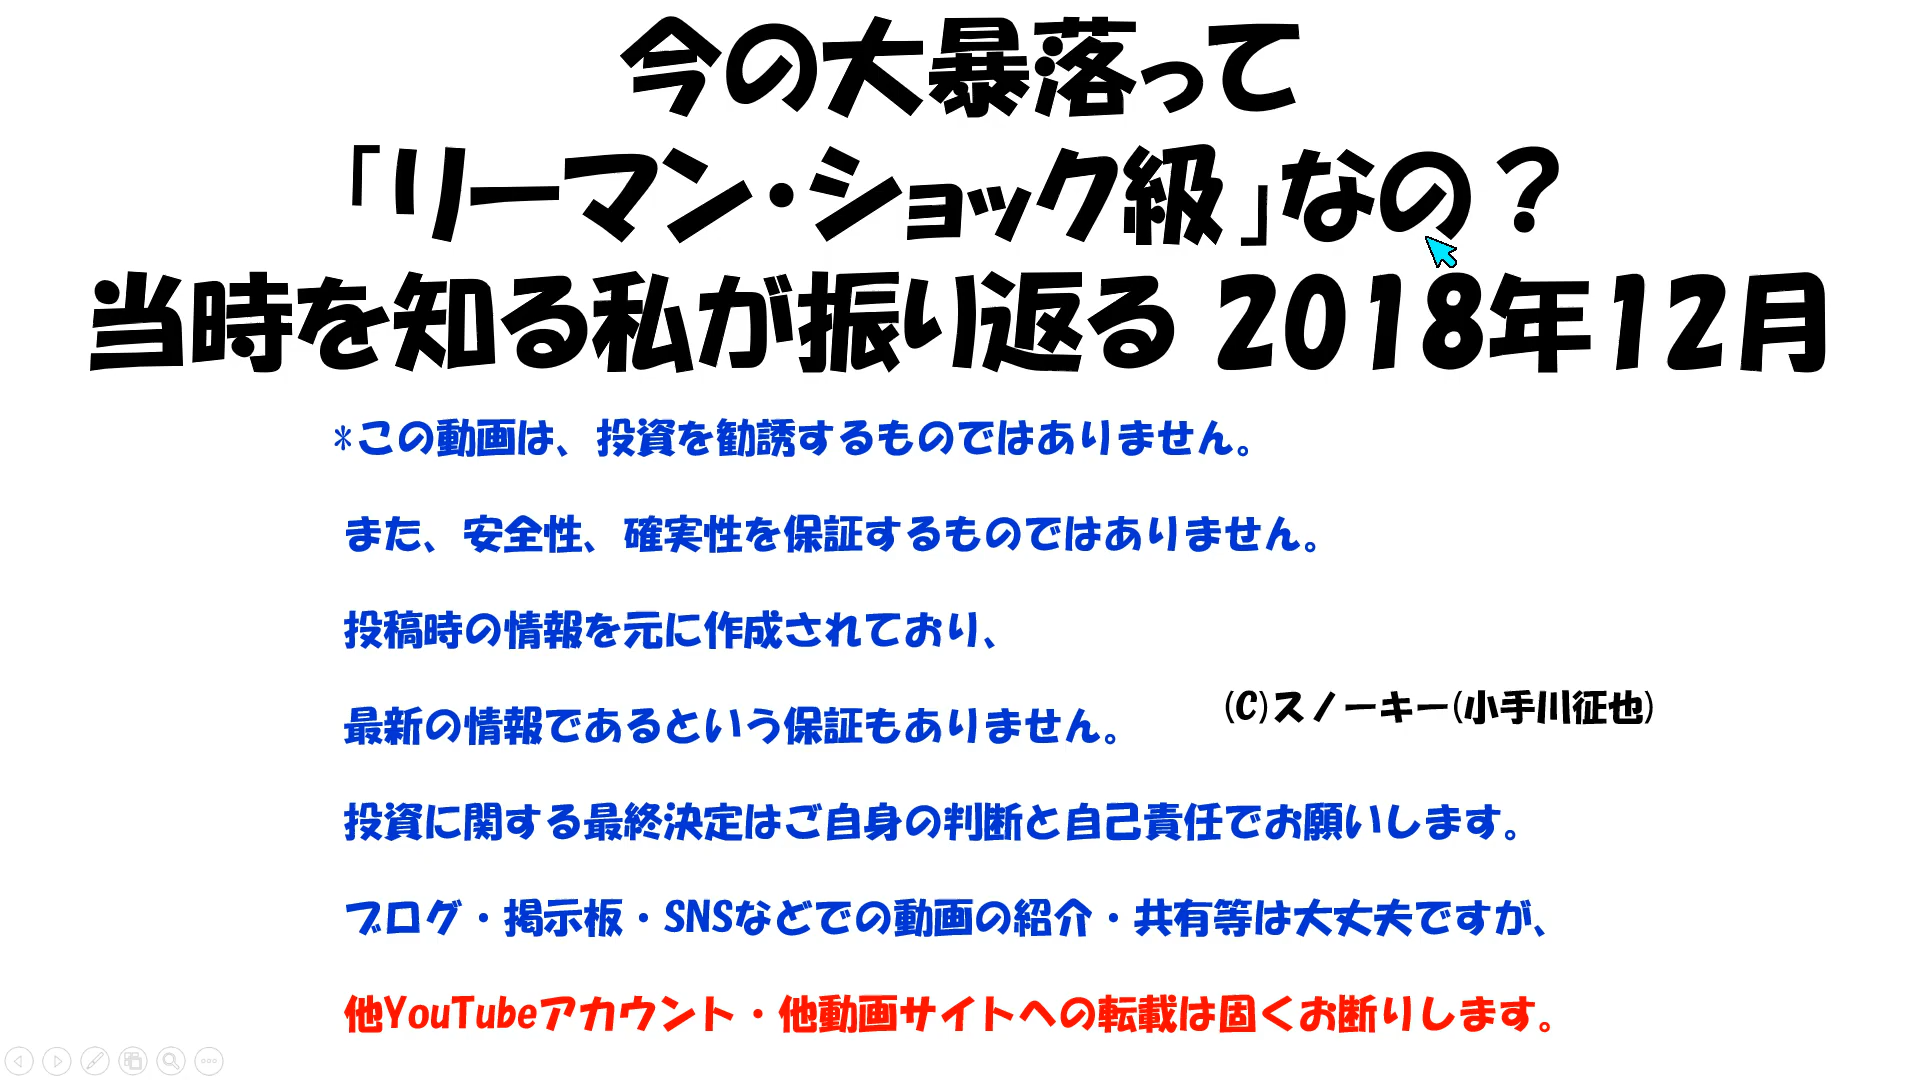 今の大暴落って
「リーマン・ショック級」なの？
当時を知る私が振り返る 2018年12月
*この動画は、投資を勧誘するものではありません。
また、安全性、確実性を保証するものではありません。
投稿時の情報を元に作成されており、
最新の情報であるという保証もありません。
(C)スノーキー(小手川征也)
投資に関する最終決定はご自身の判断と自己責任でお願いします。
ブログ・掲示板・SNSなどでの動画の紹介・共有等は大丈夫ですが、
他YouTubeアカウント・他動画サイトへの転載は固くお断りします。